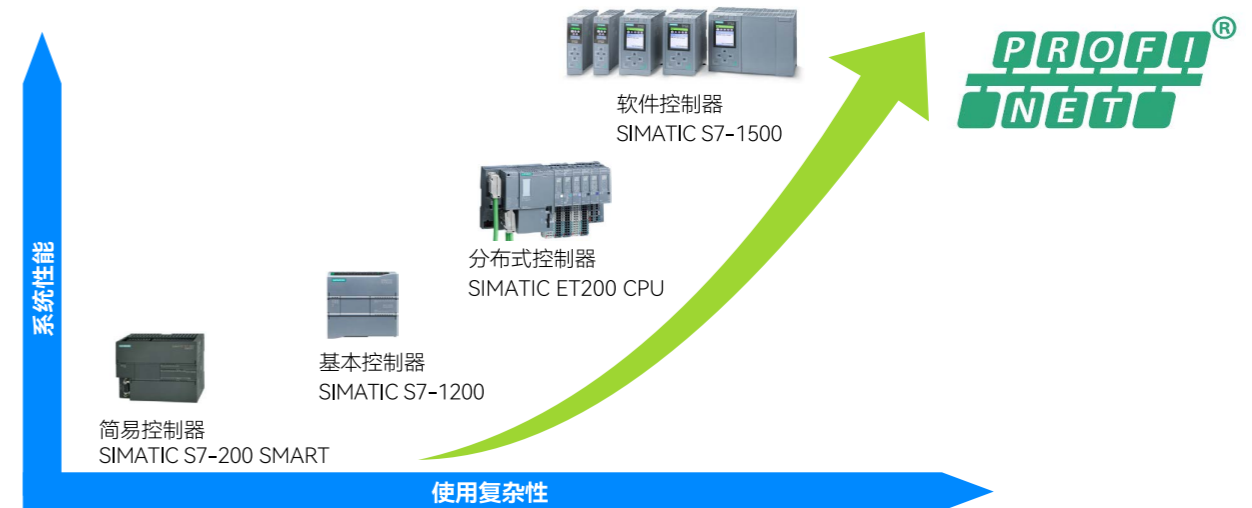 PROFI
NET®
软件控制器
SIMATIC S7-1500
分布式控制器
SIMATIC ET200 CPU
系统性能
基本控制器
SIMATIC S7-1200
简易控制器
SIMATIC S7-200 SMART
使用复杂性